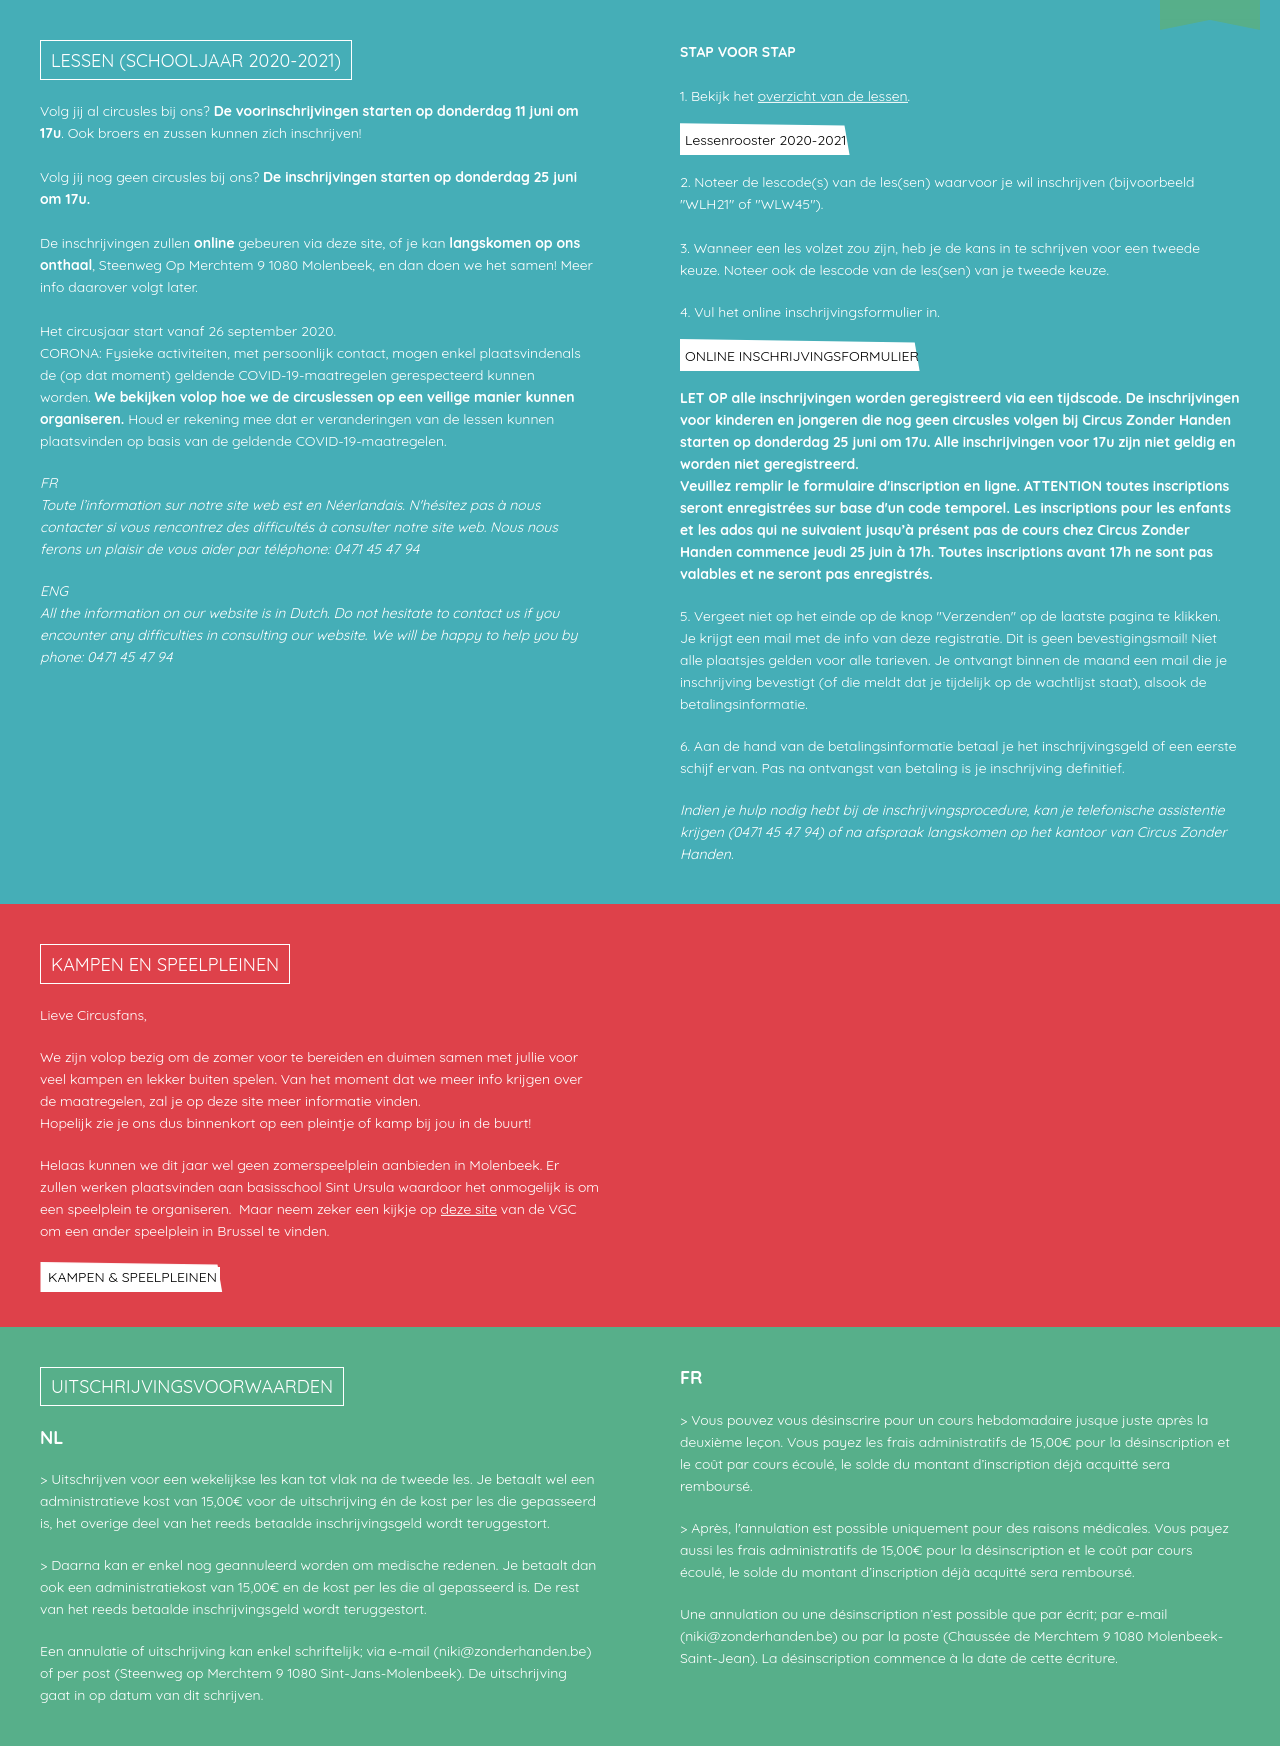 LESSEN (SCHOOLJAAR 2020-2021)
Volg jij al circusles bij ons? De voorinschrijvingen starten op donderdag 11 juni om
17u. Ook broers en zussen kunnen zich inschrijven!
Volg jij nog geen circusles bij ons? De inschrijvingen starten op donderdag 25 juni
om 17u.
De inschrijvingen zullen online gebeuren via deze site, of je kan langskomen op ons
onthaal, Steenweg Op Merchtem 9 1080 Molenbeek, en dan doen we het samen! Meer
info daarover volgt later.
Het circusjaar start vanaf 26 september 2020.
CORONA: Fysieke activiteiten, met persoonlijk contact, mogen enkel plaatsvindenals
de (op dat moment) geldende COVID-19-maatregelen gerespecteerd kunnen
worden. We bekijken volop hoe we de circuslessen op een veilige manier kunnen
organiseren. Houd er rekening mee dat er veranderingen van de lessen kunnen
plaatsvinden op basis van de geldende COVID-19-maatregelen.
FR
Toute l'information sur notre site web est en Néerlandais. N'hésitez pas à nous
contacter si vous rencontrez des difficultés à consulter notre site web. Nous nous
ferons un plaisir de vous aider par téléphone: 0471 45 47 94
ENG
All the information on our website is in Dutch. Do not hesitate to contact us if you
encounter any difficulties in consulting our website. We will be happy to help you by
phone: 0471 45 47 94
STAP VOOR STAP
1. Bekijk het overzicht van de lessen.
Lessenrooster 2020-2021
2. Noteer de lescode(s) van de les(sen) waarvoor je wil inschrijven (bijvoorbeeld
"WLH21" of "WLW45").
3. Wanneer een les volzet zou zijn, heb je de kans in te schrijven voor een tweede
keuze. Noteer ook de lescode van de les(sen) van je tweede keuze.
4. Vul het online inschrijvingsformulier in.
ONLINE INSCHRIJVINGSFORMULIER
LET OP alle inschrijvingen worden geregistreerd via een tijdscode. De inschrijvingen
voor kinderen en jongeren die nog geen circusles volgen bij Circus Zonder Handen
starten op donderdag 25 juni om 17u. Alle inschrijvingen voor 17u zijn niet geldig en
worden niet geregistreerd.
Veuillez remplir le formulaire d'inscription en ligne. ATTENTION toutes inscriptions
seront enregistrées sur base d'un code temporel. Les inscriptions pour les enfants
et les ados qui ne suivaient jusqu'à présent pas de cours chez Circus Zonder
Handen commence jeudi 25 juin à 17h. Toutes inscriptions avant 17h ne sont pas
valables et ne seront pas enregistrés.
5. Vergeet niet op het einde op de knop "Verzenden" op de laatste pagina te klikken.
Je krijgt een mail met de info van deze registratie. Dit is geen bevestigingsmail! Niet
alle plaatsjes gelden voor alle tarieven. Je ontvangt binnen de maand een mail die je
inschrijving bevestigt (of die meldt dat je tijdelijk op de wachtlijst staat), alsook de
betalingsinformatie.
6. Aan de hand van de betalingsinformatie betaal je het inschrijvingsgeld of een eerste
schijf ervan. Pas na ontvangst van betaling is je inschrijving definitief.
Indien je hulp nodig hebt bij de inschrijvingsprocedure, kan je telefonische assistentie
krijgen (0471 45 47 94) of na afspraak langskomen op het kantoor van Circus Zonder
Handen.
KAMPEN EN SPEELPLEINEN
Lieve Circusfans,
We zijn volop bezig om de zomer voor te bereiden en duimen samen met jullie voor
veel kampen en lekker buiten spelen. Van het moment dat we meer info krijgen over
de maatregelen, zal je op deze site meer informatie vinden.
Hopelijk zie je ons dus binnenkort op een pleintje of kamp bij jou in de buurt!
Helaas kunnen we dit jaar wel geen zomerspeelplein aanbieden in Molenbeek. Er
zullen werken plaatsvinden aan basisschool Sint Ursula waardoor het onmogelijk is om
een speelplein te organiseren.  Maar neem zeker een kijkje op deze site van de VGC
om een ander speelplein in Brussel te vinden.
KAMPEN & SPEELPLEINEN
UITSCHRIJVINGSVOORWAARDEN
NL
> Uitschrijven voor een wekelijkse les kan tot vlak na de tweede les. Je betaalt wel een
administratieve kost van 15,00€ voor de uitschrijving én de kost per les die gepasseerd
is, het overige deel van het reeds betaalde inschrijvingsgeld wordt teruggestort.
> Daarna kan er enkel nog geannuleerd worden om medische redenen. Je betaalt dan
ook een administratiekost van 15,00€ en de kost per les die al gepasseerd is. De rest
van het reeds betaalde inschrijvingsgeld wordt teruggestort.
Een annulatie of uitschrijving kan enkel schriftelijk; via e-mail (niki@zonderhanden.be)
of per post (Steenweg op Merchtem 9 1080 Sint-Jans-Molenbeek). De uitschrijving
gaat in op datum van dit schrijven.
FR
> Vous pouvez vous désinscrire pour un cours hebdomadaire jusque juste après la
deuxième leçon. Vous payez les frais administratifs de 15,00€ pour la désinscription et
le coût par cours écoulé, le solde du montant d'inscription déjà acquitté sera
remboursé.
> Après, l'annulation est possible uniquement pour des raisons médicales. Vous payez
aussi les frais administratifs de 15,00€ pour la désinscription et le coût par cours
écoulé, le solde du montant d'inscription déjà acquitté sera remboursé.
Une annulation ou une désinscription n'est possible que par écrit; par e-mail
(niki@zonderhanden.be) ou par la poste (Chaussée de Merchtem 9 1080 Molenbeek-
Saint-Jean). La désinscription commence à la date de cette écriture.